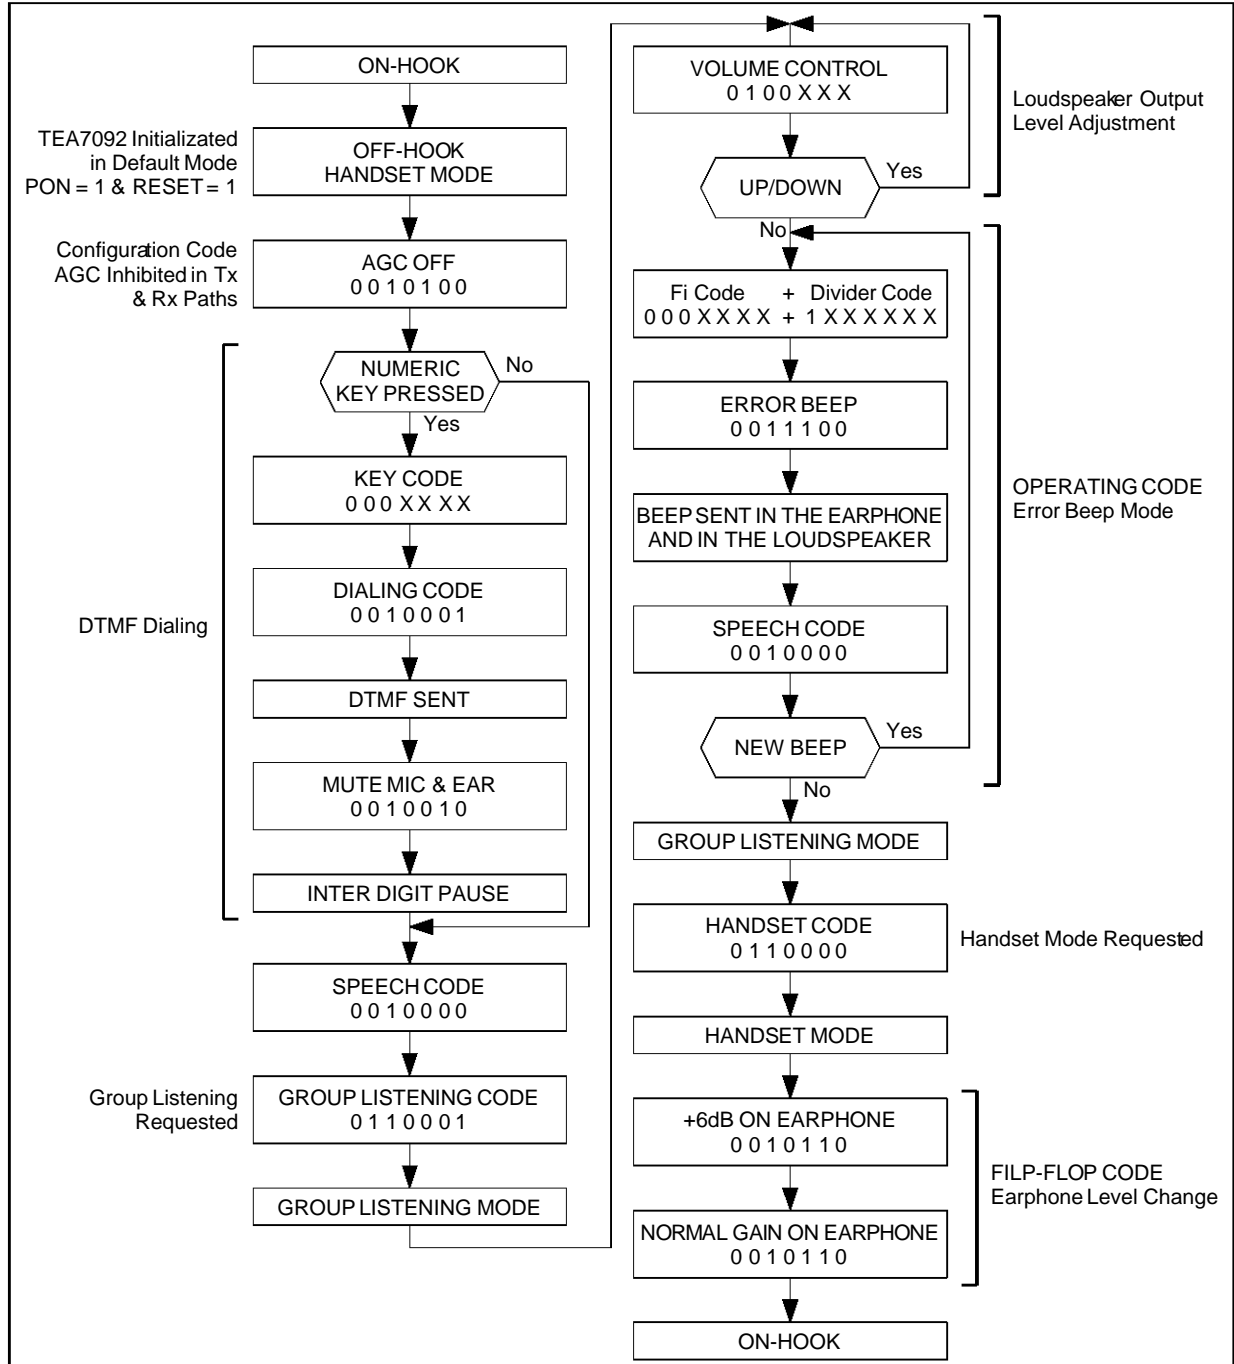 ON-HOOK
TEA7092 Initializated
in Default Mode
PON = 1 & RESET = 1
OFF-HOOK
HANDSET MODE
Configuration Code
AGC Inhibited in Tx
& Rx Paths
AGC OFF
0 0 1 0 1 0 0
NUMERIC
KEY PRESSED
No
Yes
KEY CODE
0 0 0 X X X X
DIALING CODE
0 0 1 0 0 0 1
DTMF Dialing
DTMF SENT
MUTE MIC & EAR
0 0 1 0 0 1 0
INTER DIGIT PAUSE
SPEECH CODE
0 0 1 0 0 0 0
Group Listening
Requested
GROUP LISTENING CODE
0 1 1 0 0 0 1
GROUP LISTENING MODE
VOLUME CONTROL
0 1 0 0 X X X
Loudspeaker Output
Level Adjustment
UP/DOWN
Yes
No
Fi Code + Divider Code
0 0 0 X X X X + 1 X X X X X X
ERROR BEEP
0 0 1 1 1 0 0
BEEP SENT IN THE EARPHONE
AND IN THE LOUDSPEAKER
OPERATING CODE
Error Beep Mode
SPEECH CODE
0 0 1 0 0 0 0
NEW BEEP
Yes
No
GROUP LISTENING MODE
HANDSET CODE
0 1 1 0 0 0 0
Handset Mode Requested
HANDSET MODE
+6dB ON EARPHONE
0 0 1 0 1 1 0
FILP-FLOP CODE
Earphone Level Change
NORMAL GAIN ON EARPHONE
0 0 1 0 1 1 0
ON-HOOK